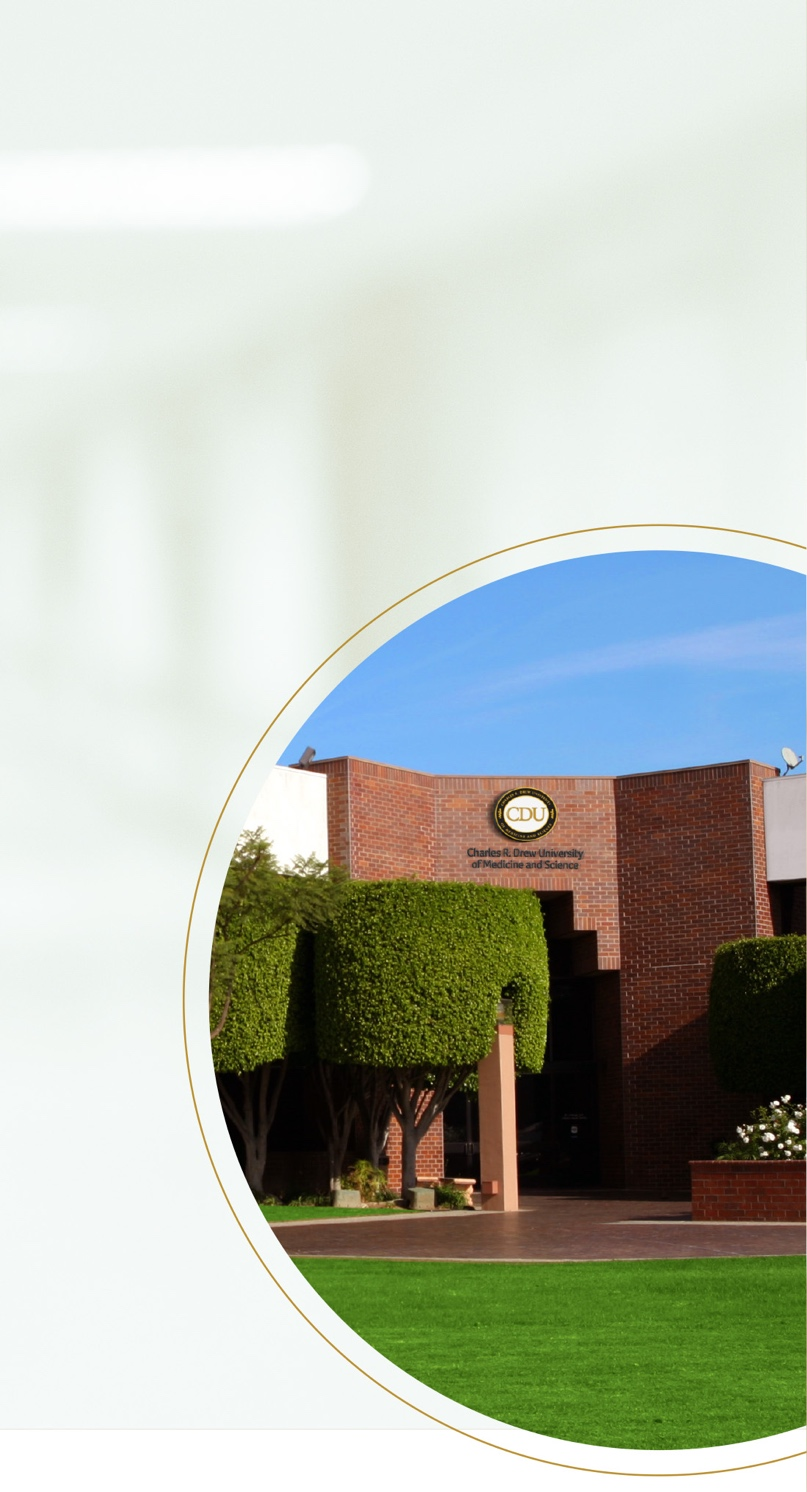 CDU
Charles R. Drew University
of Medicine and Science